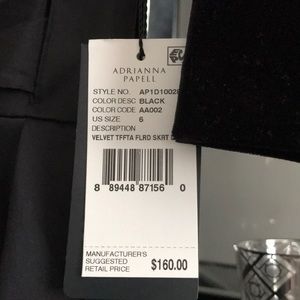 ADRIANNA
PAPELL
STYLE NO. AP1D10028
COLOR DESC BLACK
COLOR CODE AA002
US SIZE 6
DESCRIPTION
VELVET TFFTA FLRD SKRT
8 89448 87156 0
MANUFACTURER'S
SUGGESTED
RETAIL PRICE $160.00